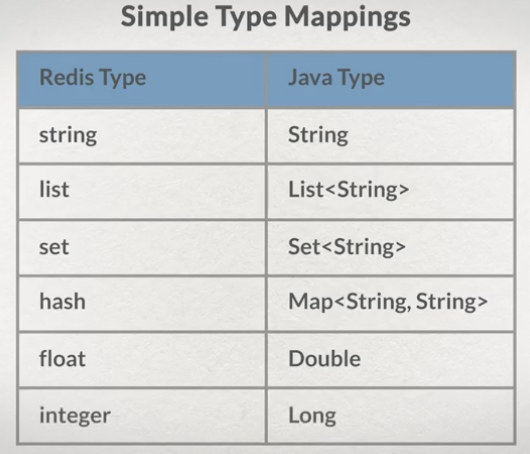 Simple Type Mappings
Redis Type Java Type
string String
list List<String>
set Set<String>
hash Map<String, String>
float Double
integer Long